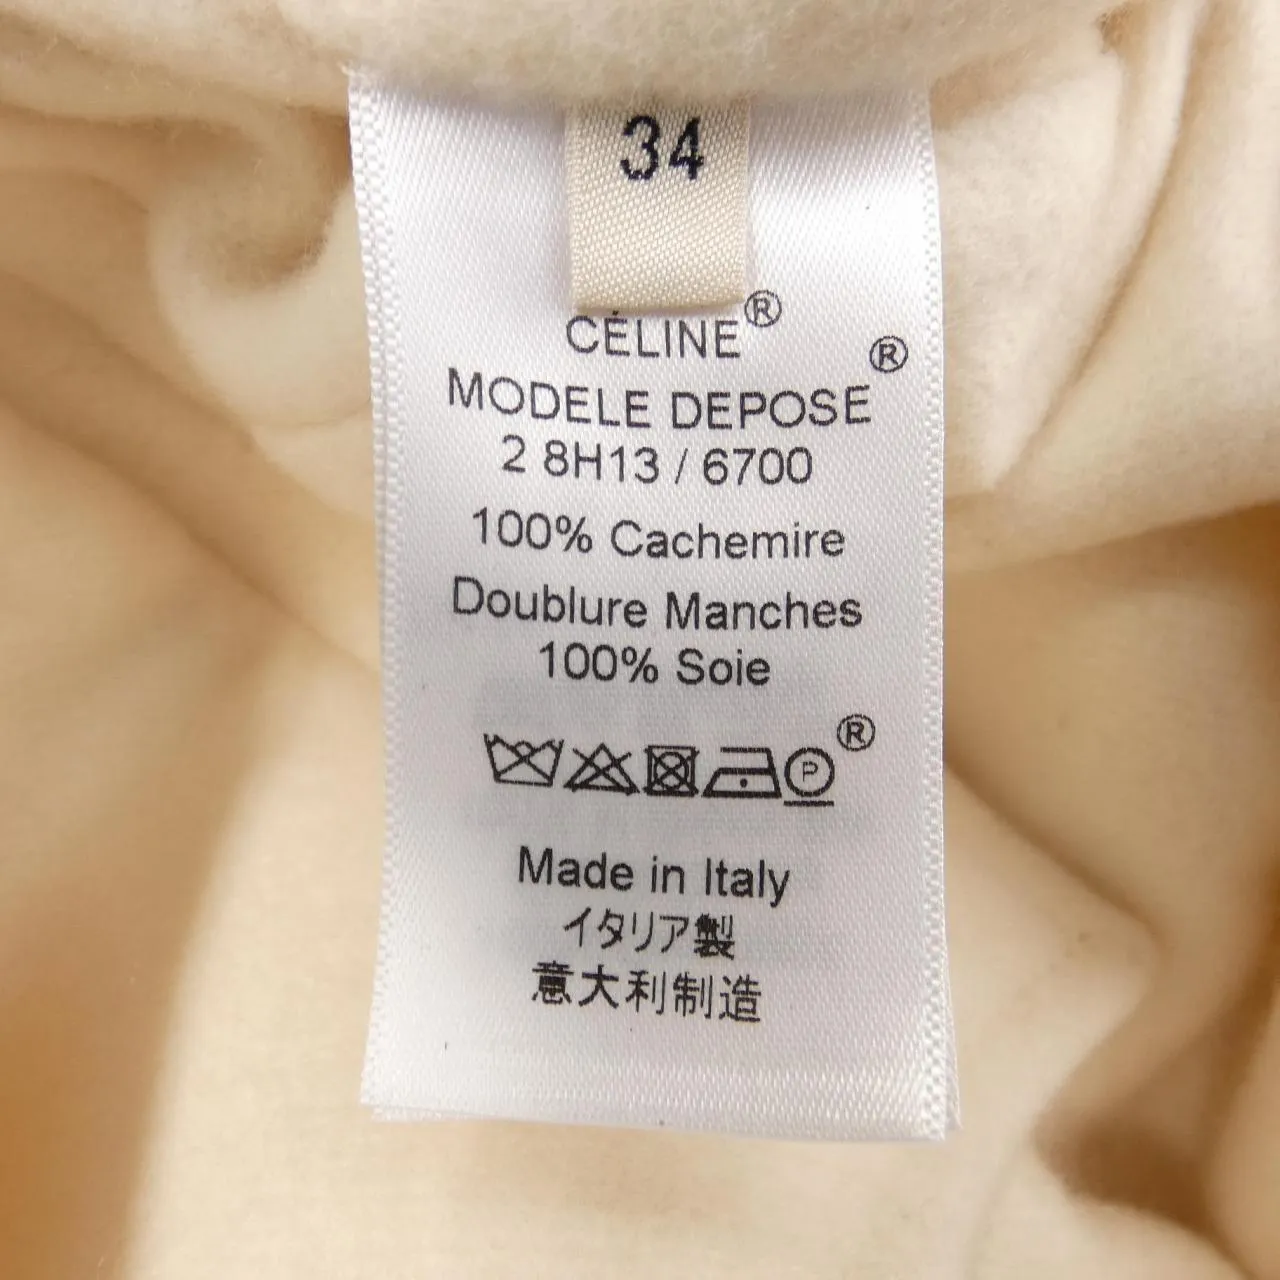 34
CÉLINE®
MODELE DEPOSE®
2 8H13 / 6700
100% Cachemire
Doublure Manches
100% Soie
P ®
Made in Italy
イタリア製
意大利制造